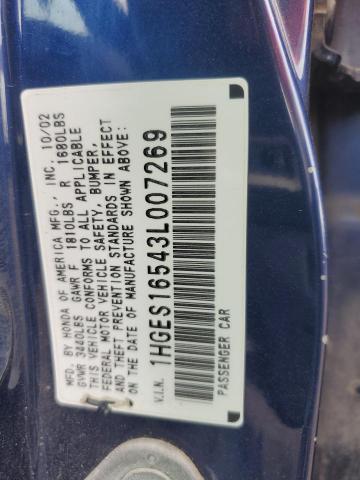 MFD. BY HONDA OF AMERICA MFG., INC. 10/02
GVWR 3440LBS GAWR F 1810LBS R 1680LBS
THIS VEHICLE CONFORMS TO ALL APPLICABLE
FEDERAL MOTOR VEHICLE SAFETY, BUMPER,
AND THEFT PREVENTION STANDARDS IN EFFECT
ON THE DATE OF MANUFACTURE SHOWN ABOVE.
V.I.N. 1HGES16543L007269
PASSENGER CAR